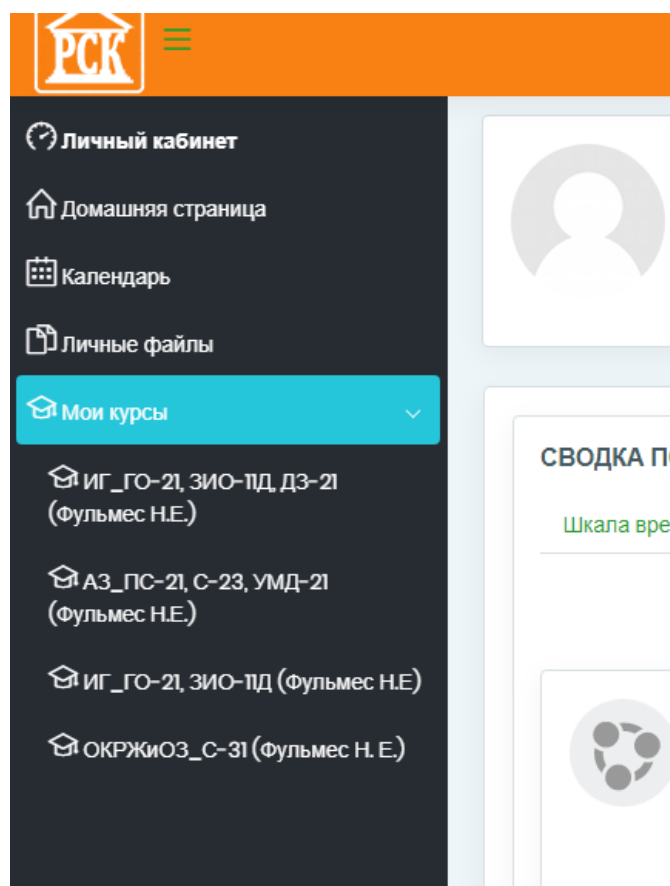 РСК
Личный кабинет
Домашняя страница
Календарь
Личные файлы
Мои курсы
ИГ_ГО-21, ЗИО-11Д, ДЗ-21
(Фульмес Н.Е.)
АЗ_ПС-21, С-23, УМД-21
(Фульмес Н.Е.)
ИГ_ГО-21, ЗИО-11Д (Фульмес Н.Е)
ОКРЖиОЗ_С-31 (Фульмес Н. Е.)
СВОДКА П
Шкала вре